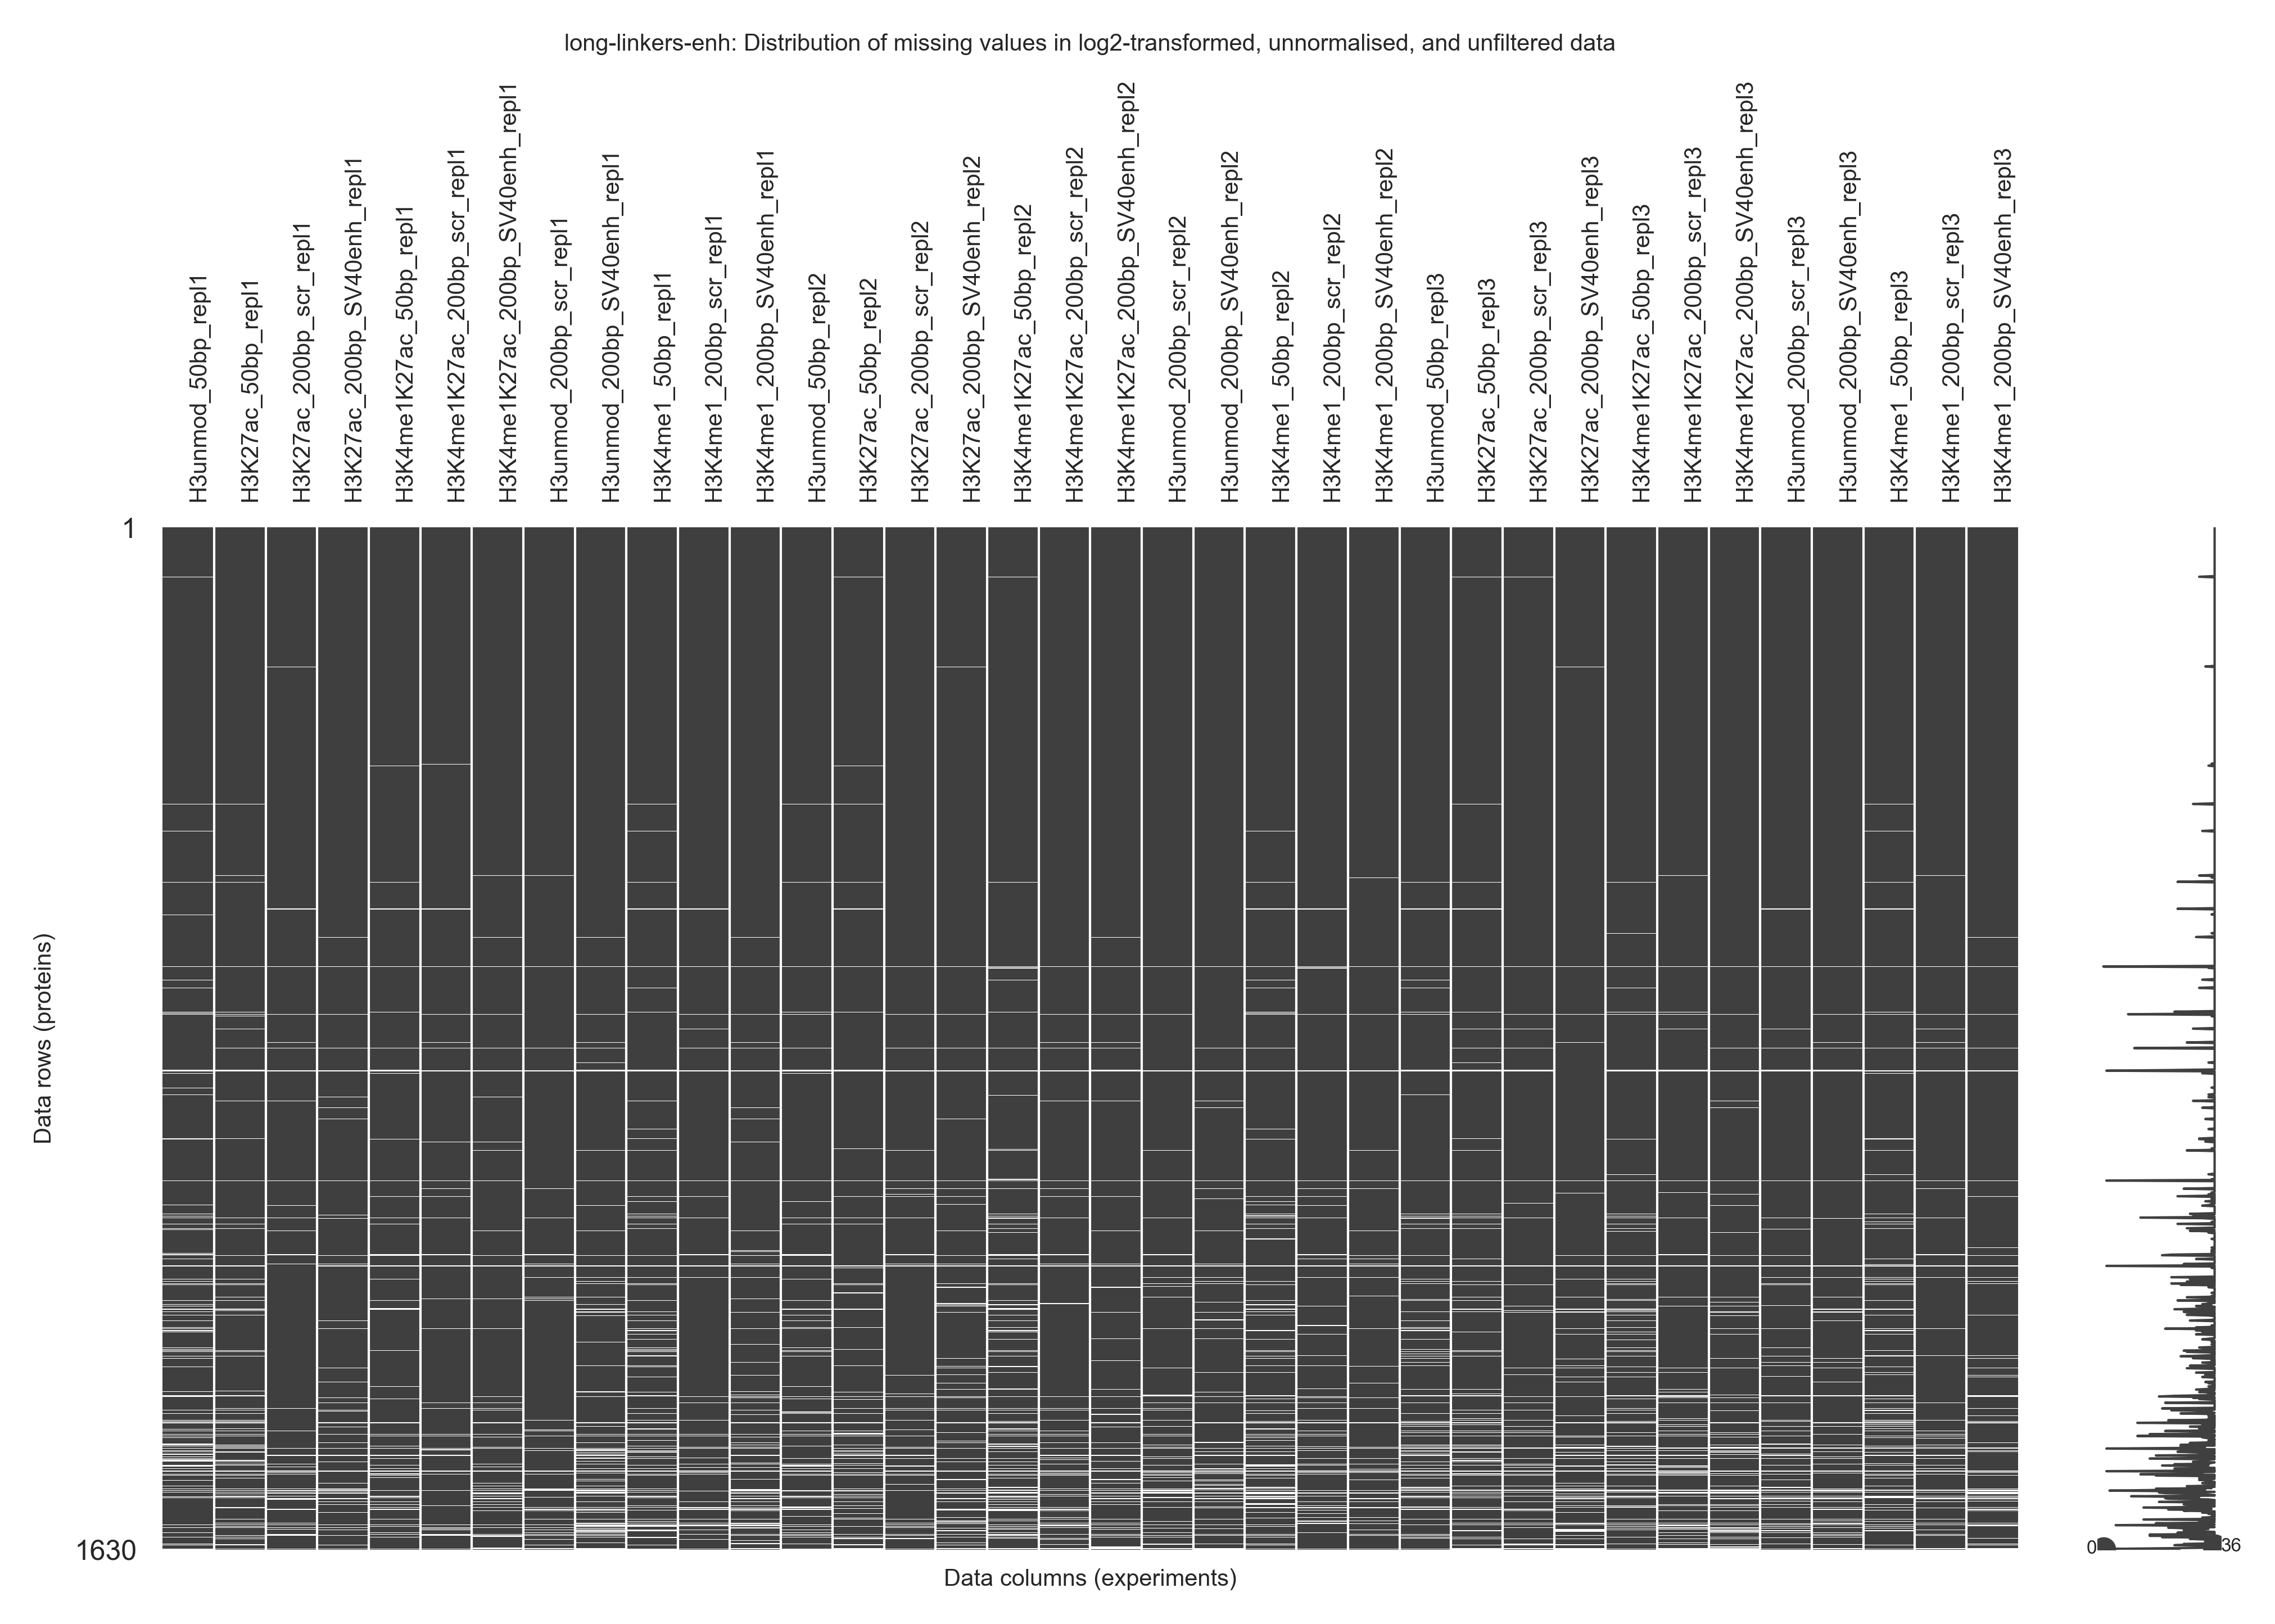 long-linkers-enh: Distribution of missing values in log2-transformed, unnormalised, and unfiltered data
H3unmod_50bp_repl1
H3K27ac_50bp_repl1
H3K27ac_200bp_scr_repl1
H3K27ac_200bp_SV40enh_repl1
H3K4me1K27ac_50bp_repl1
H3K4me1K27ac_200bp_scr_repl1
H3K4me1K27ac_200bp_SV40enh_repl1
H3unmod_200bp_scr_repl1
H3unmod_200bp_SV40enh_repl1
H3K4me1_50bp_repl1
H3K4me1_200bp_scr_repl1
H3K4me1_200bp_SV40enh_repl1
H3unmod_50bp_repl2
H3K27ac_50bp_repl2
H3K27ac_200bp_scr_repl2
H3K27ac_200bp_SV40enh_repl2
H3K4me1K27ac_50bp_repl2
H3K4me1K27ac_200bp_scr_repl2
H3K4me1K27ac_200bp_SV40enh_repl2
H3unmod_200bp_scr_repl2
H3unmod_200bp_SV40enh_repl2
H3K4me1_50bp_repl2
H3K4me1_200bp_scr_repl2
H3K4me1_200bp_SV40enh_repl2
H3unmod_50bp_repl3
H3K27ac_50bp_repl3
H3K27ac_200bp_scr_repl3
H3K27ac_200bp_SV40enh_repl3
H3K4me1K27ac_50bp_repl3
H3K4me1K27ac_200bp_scr_repl3
H3K4me1K27ac_200bp_SV40enh_repl3
H3unmod_200bp_scr_repl3
H3unmod_200bp_SV40enh_repl3
H3K4me1_50bp_repl3
H3K4me1_200bp_scr_repl3
H3K4me1_200bp_SV40enh_repl3
1
Data rows (proteins)
1630
0
36
Data columns (experiments)